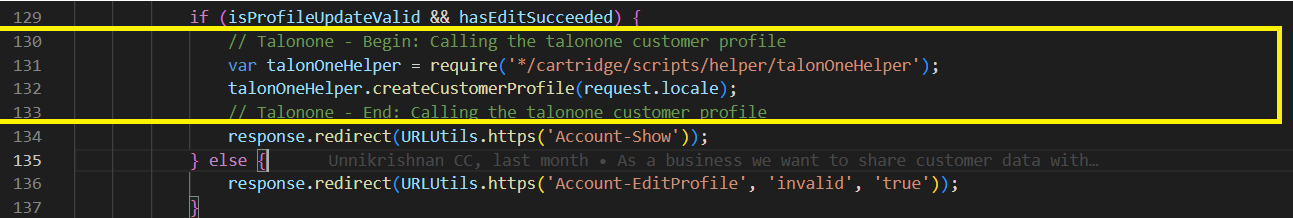 129 if (isProfileUpdateValid && hasEditSucceeded) {
130 // Talonone - Begin: Calling the talonone customer profile
131 var talonOneHelper = require('*/cartridge/scripts/helper/talonOneHelper');
132 talonOneHelper.createCustomerProfile(request.locale);
133 // Talonone - End: Calling the talonone customer profile
134 response.redirect(URLUtils.https('Account-Show'));
135 } else { Unnikrishnan CC, last month • As a business we want to share customer data with…
136 response.redirect(URLUtils.https('Account-EditProfile', 'invalid', 'true'));
137 }